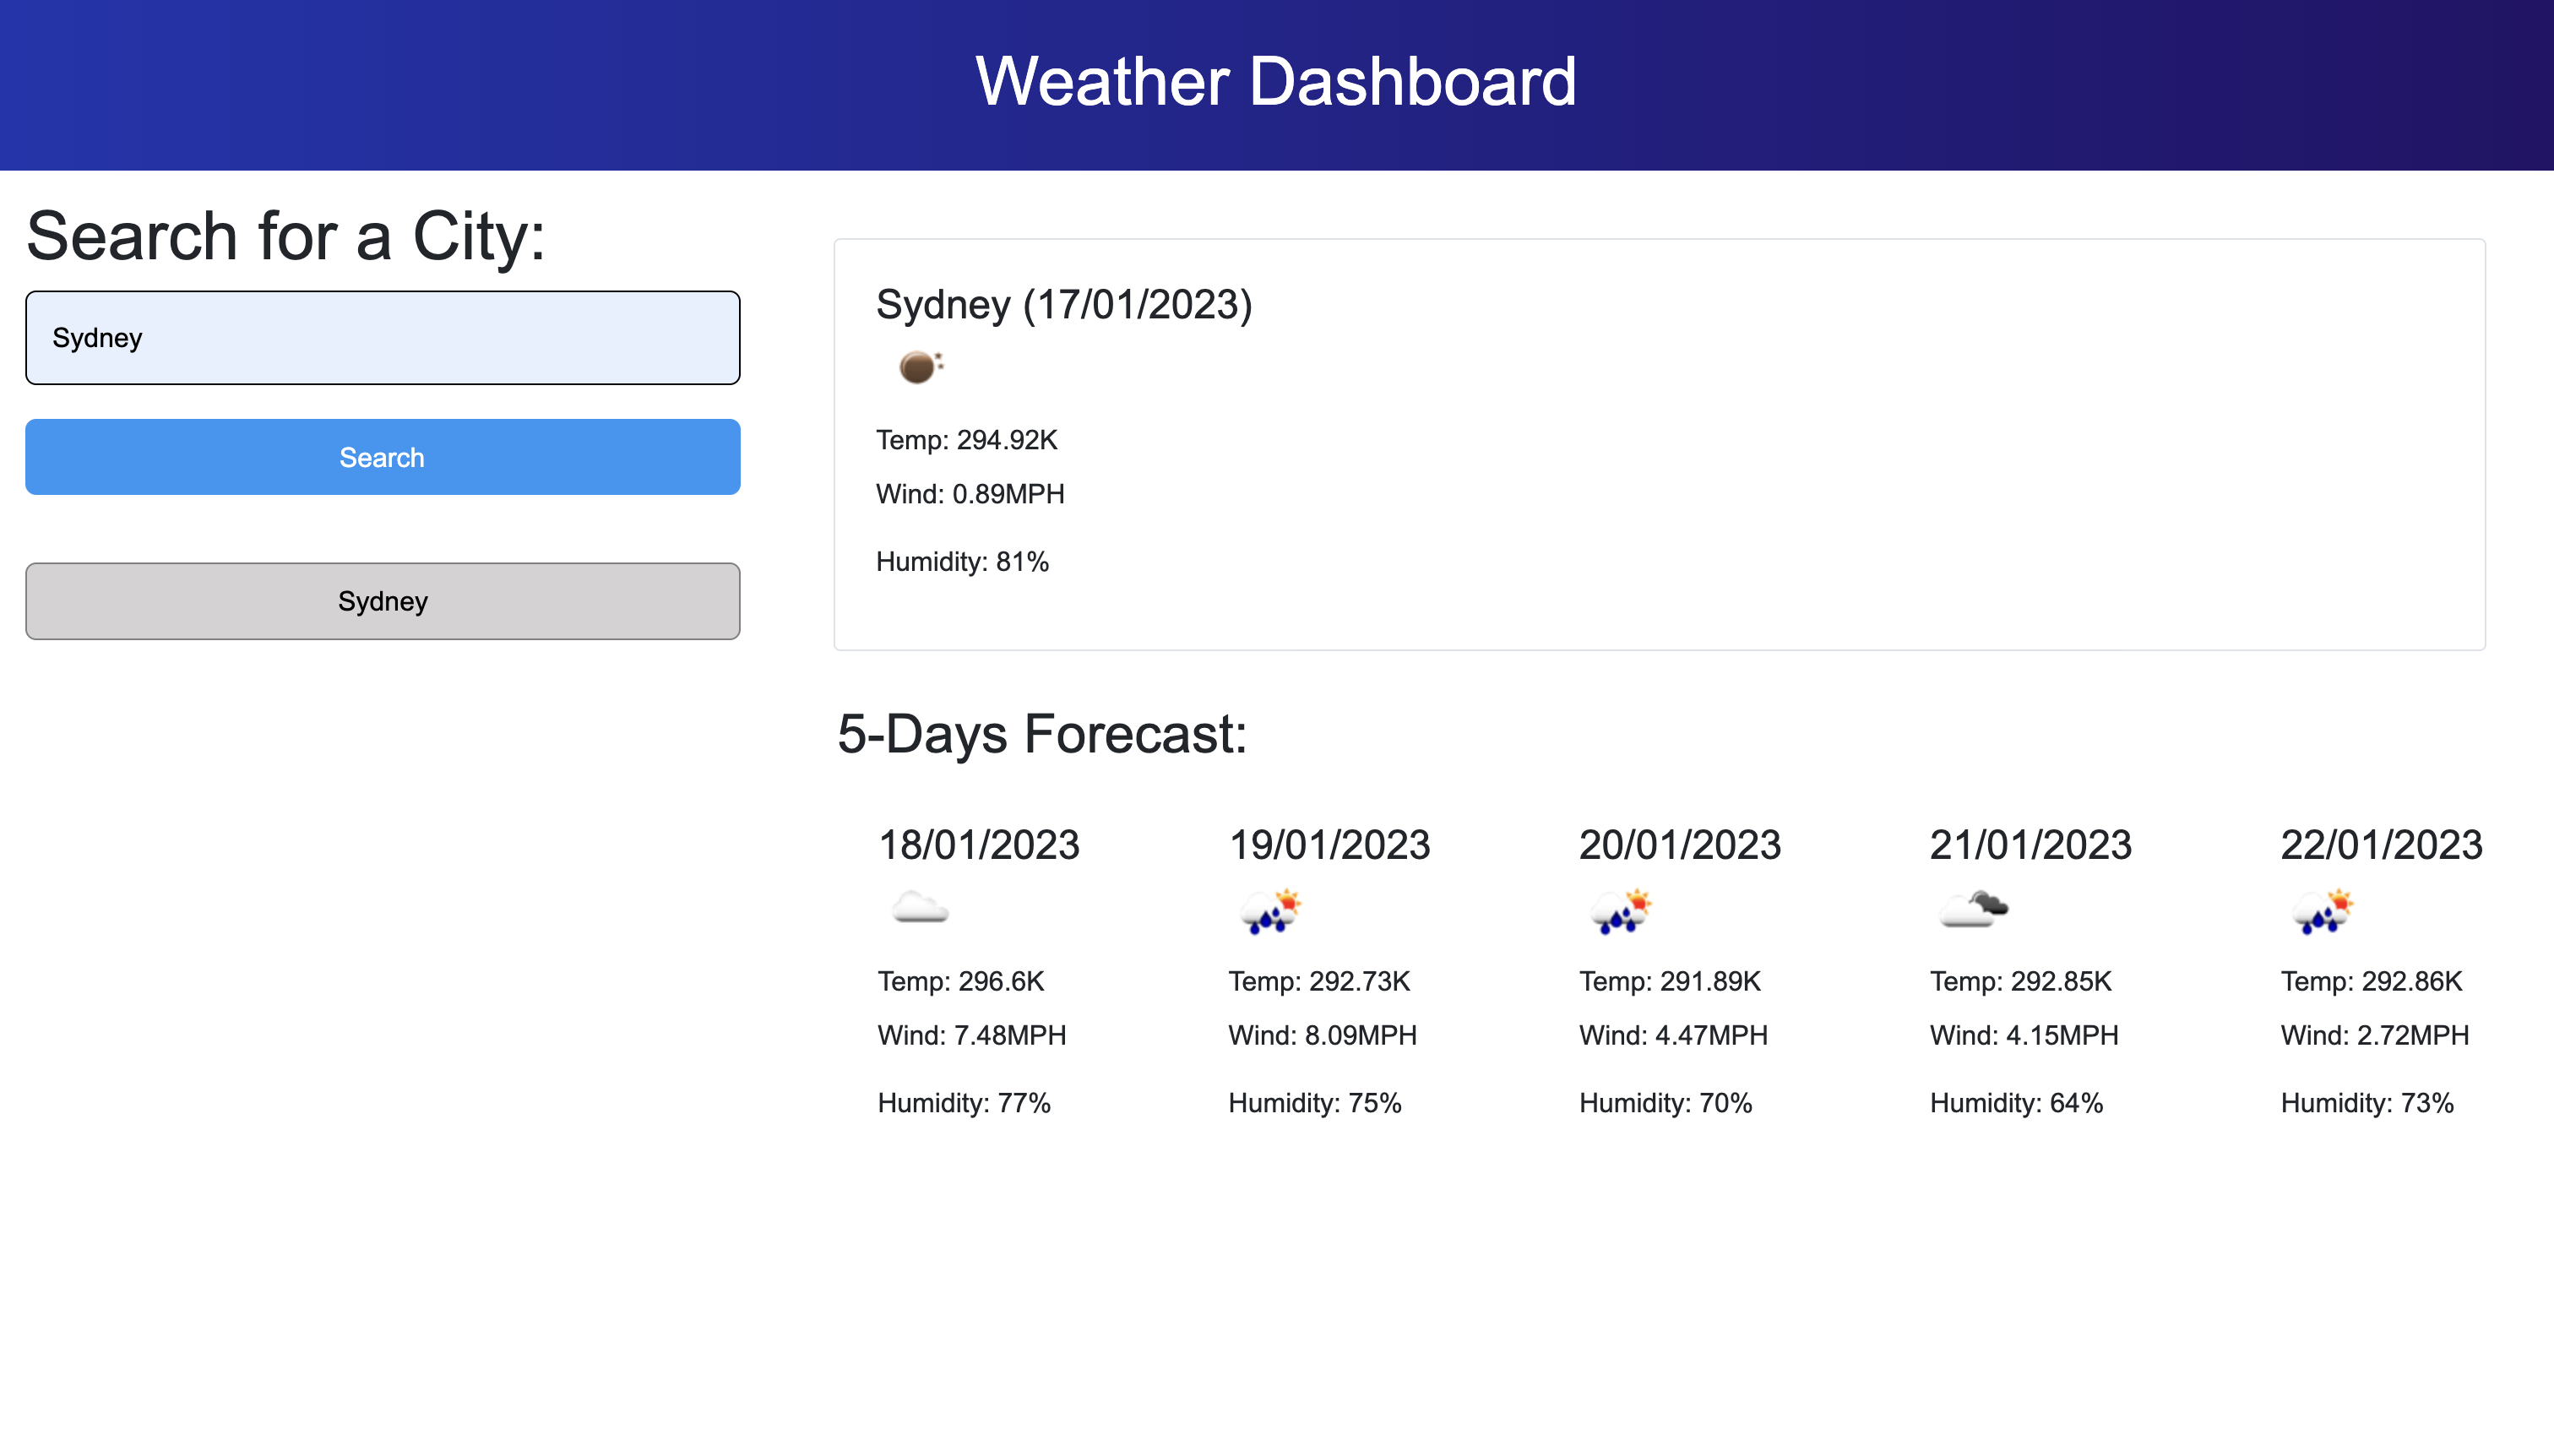 Weather Dashboard
Search for a City:
Sydney
Search
Sydney
Sydney (17/01/2023)
Temp: 294.92K
Wind: 0.89MPH
Humidity: 81%
5-Days Forecast:
18/01/2023
Temp: 296.6K
Wind: 7.48MPH
Humidity: 77%
19/01/2023
Temp: 292.73K
Wind: 8.09MPH
Humidity: 75%
20/01/2023
Temp: 291.89K
Wind: 4.47MPH
Humidity: 70%
21/01/2023
Temp: 292.85K
Wind: 4.15MPH
Humidity: 64%
22/01/2023
Temp: 292.86K
Wind: 2.72MPH
Humidity: 73%